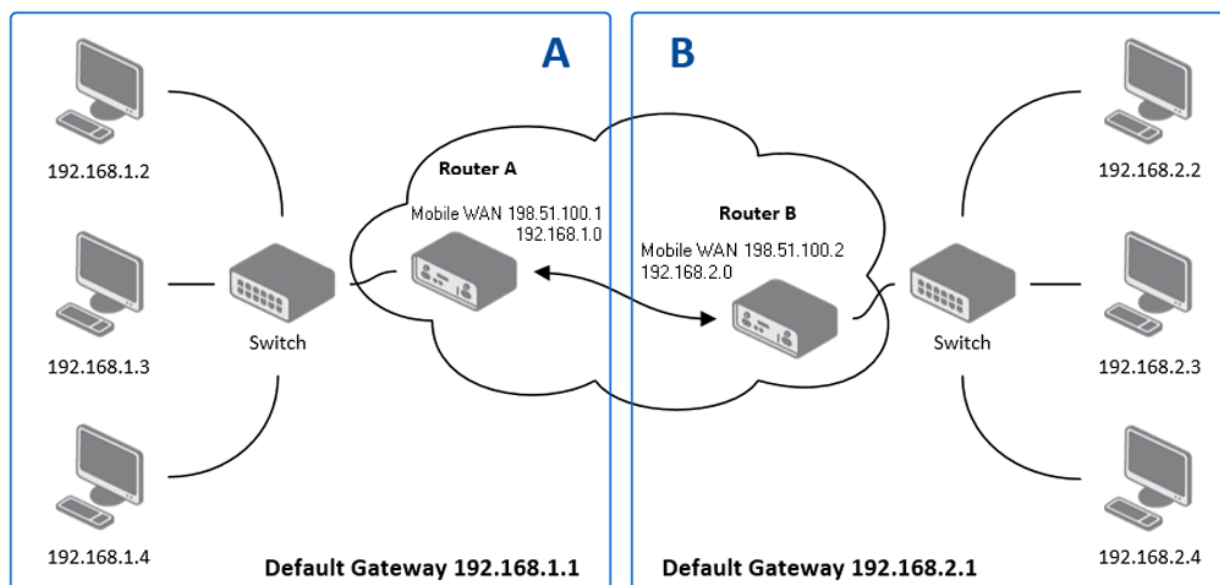 A
192.168.1.2
192.168.1.3
192.168.1.4
Switch
Router A
Mobile WAN 198.51.100.1
192.168.1.0
Default Gateway 192.168.1.1
B
Router B
Mobile WAN 198.51.100.2
192.168.2.0
Switch
192.168.2.2
192.168.2.3
192.168.2.4
Default Gateway 192.168.2.1